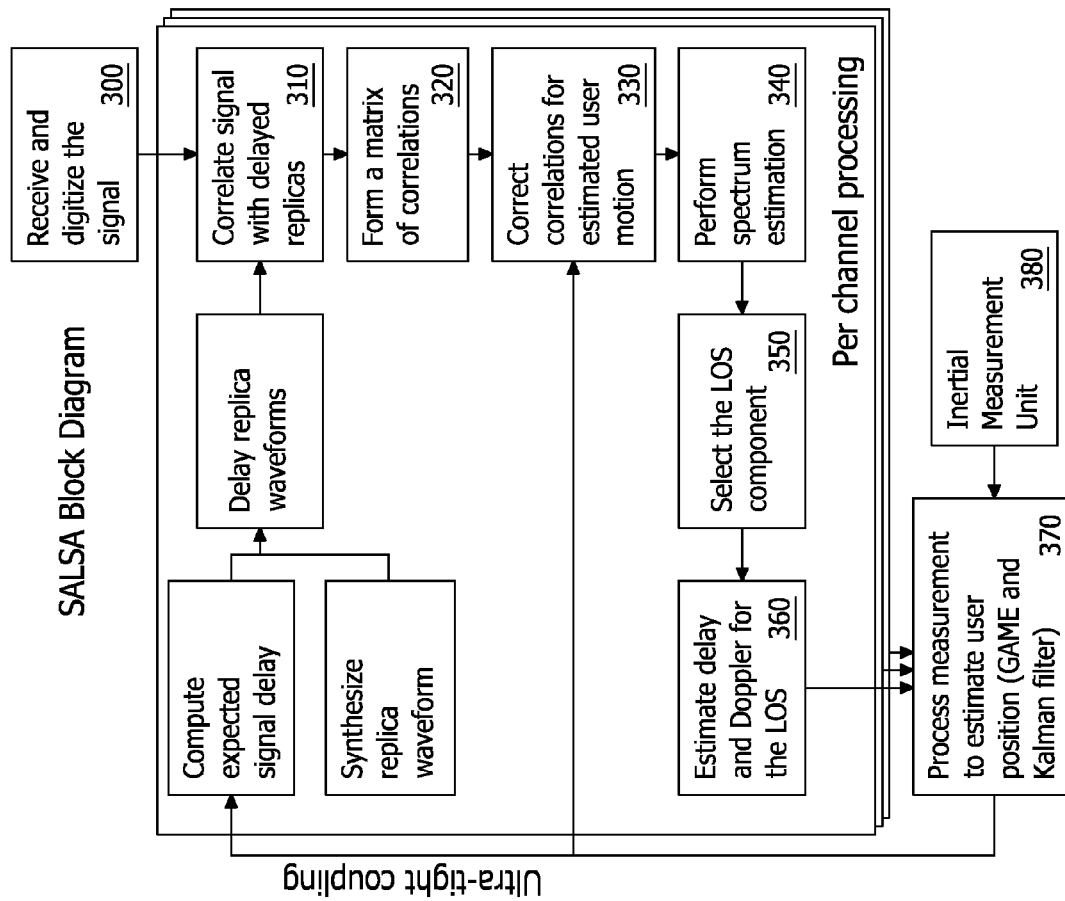 SALSA Block Diagram
Receive and
digitize the
signal
300
Compute
expected
signal delay
Synthesize
replica
waveform
Delay replica
waveforms
Correlate signal
with delayed
replicas
310
Form a matrix
of correlations
320
Correct
correlations for
estimated user
motion
330
Perform
spectrum
estimation
340
Select the LOS
component
350
Estimate delay
and Doppler for
the LOS
360
Per channel processing
Process measurement
to estimate user
position (GAME and
Kalman filter)
370
Inertial
Measurement
Unit
380
Ultra-tight coupling